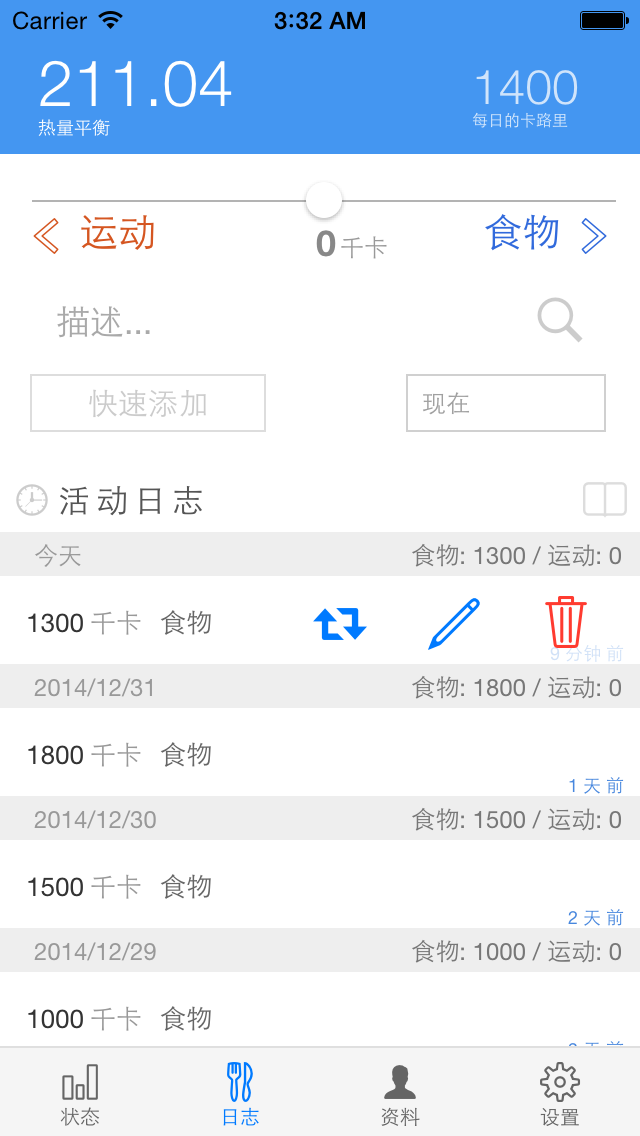 Carrier 3:32 AM
211.04 1400
热量平衡 每日的卡路里
运动 0千卡 食物
描述...
快速添加 现在
活动日志
今天 食物: 1300 / 运动: 0
1300 千卡 食物
9 分钟 前
2014/12/31 食物: 1800 / 运动: 0
1800 千卡 食物
1 天 前
2014/12/30 食物: 1500 / 运动: 0
1500 千卡 食物
2 天 前
2014/12/29 食物: 1000 / 运动: 0
1000 千卡 食物
状态 日志 资料 设置